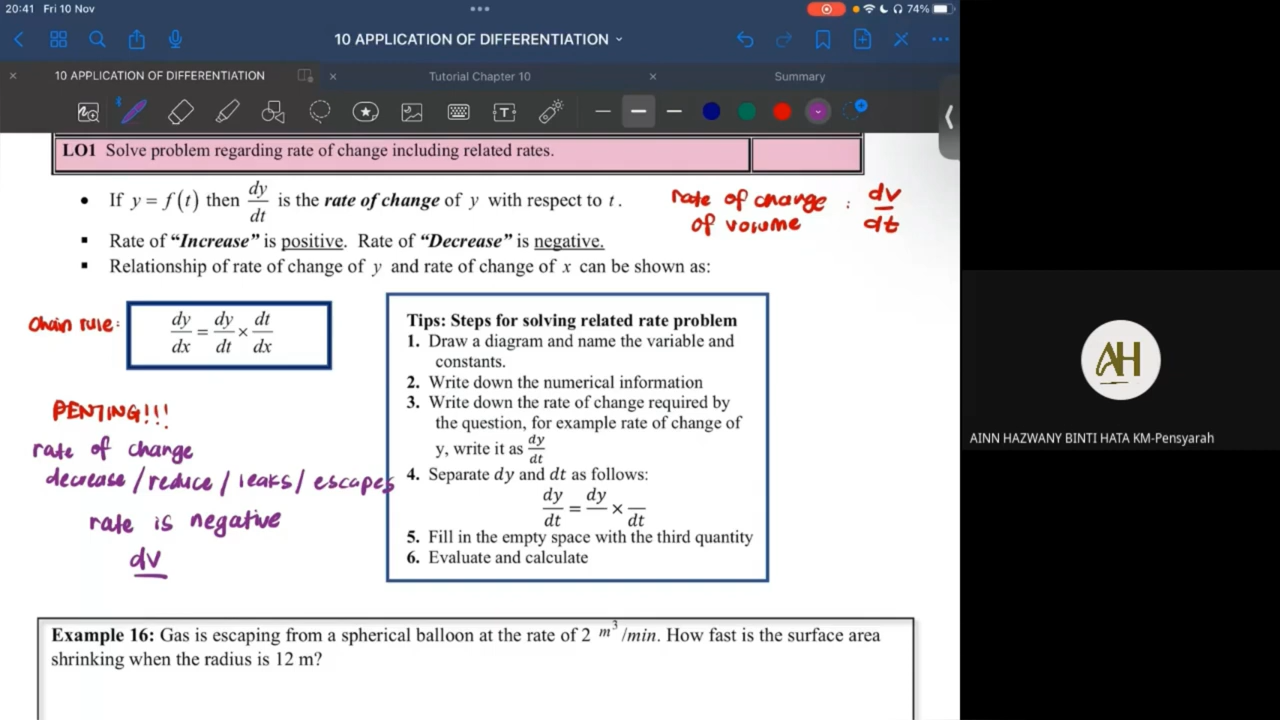 20:41 Fri 10 Nov
74%
10 APPLICATION OF DIFFERENTIATION
10 APPLICATION OF DIFFERENTIATION
Tutorial Chapter 10
Summary
LO1 Solve problem regarding rate of change including related rates.
• If y = f(t) then dy/dt is the rate of change of y with respect to t.
rate of change of volume : dv/dt
▪ Rate of “Increase” is positive. Rate of “Decrease” is negative.
▪ Relationship of rate of change of y and rate of change of x can be shown as:
Chain rule:
dy/dx = dy/dt × dt/dx
PENTING!!!
rate of change
decrease/reduce/leaks/escapes
rate is negative
dv
Tips: Steps for solving related rate problem
1. Draw a diagram and name the variable and
constants.
2. Write down the numerical information
3. Write down the rate of change required by
the question, for example rate of change of
y, write it as dy/dt
4. Separate dy and dt as follows:
dy/dt = dy/ × /dt
5. Fill in the empty space with the third quantity
6. Evaluate and calculate
Example 16: Gas is escaping from a spherical balloon at the rate of 2 m³/min. How fast is the surface area
shrinking when the radius is 12 m?
AH
AINN HAZWANY BINTI HATA KM-Pensyarah